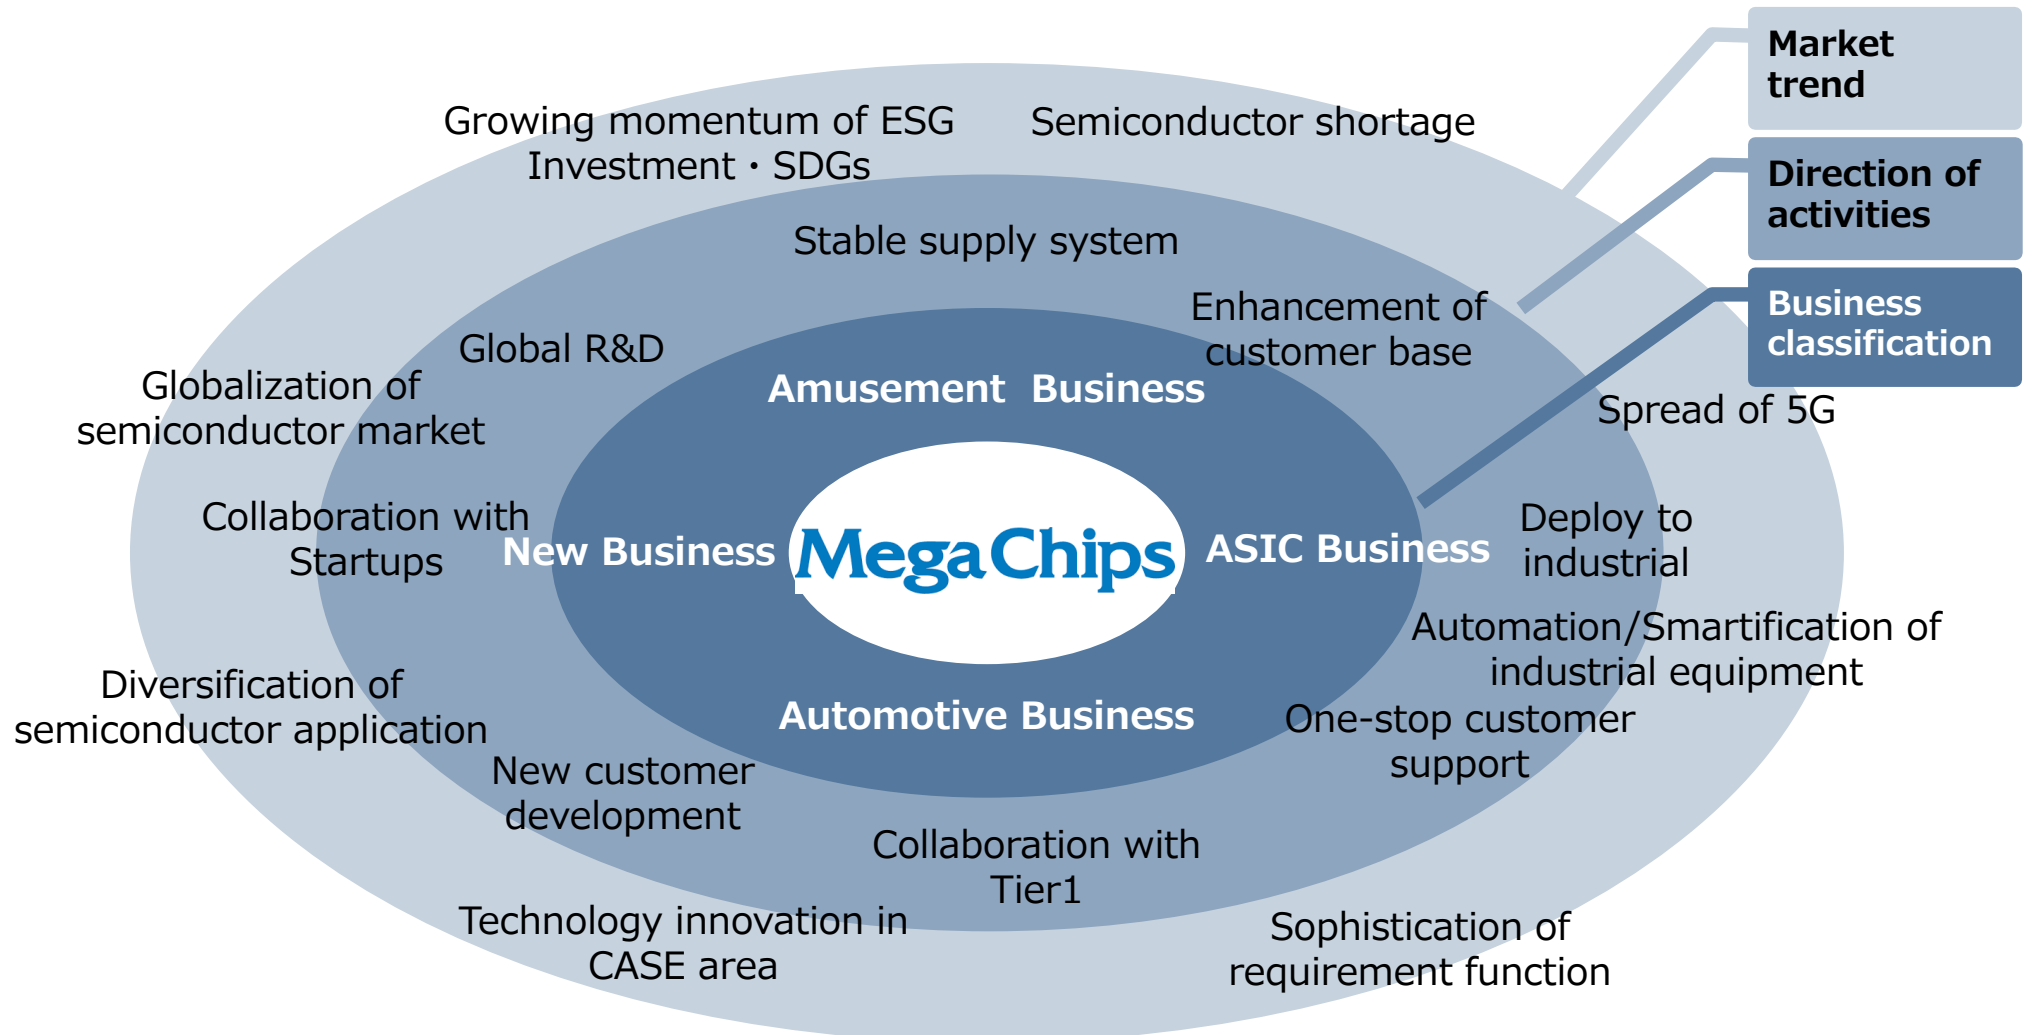 Market
trend
Growing momentum of ESG
Investment・SDGs
Semiconductor shortage
Direction of
activities
Stable supply system
Business
classification
Enhancement of
customer base
Global R&D
Globalization of
semiconductor market
Amusement  Business
Spread of 5G
Collaboration with
Startups
New Business
MegaChips
ASIC Business
Deploy to
industrial
Automation/Smartification of
industrial equipment
Diversification of
semiconductor application
Automotive Business
One-stop customer
support
New customer
development
Collaboration with
Tier1
Technology innovation in
CASE area
Sophistication of
requirement function